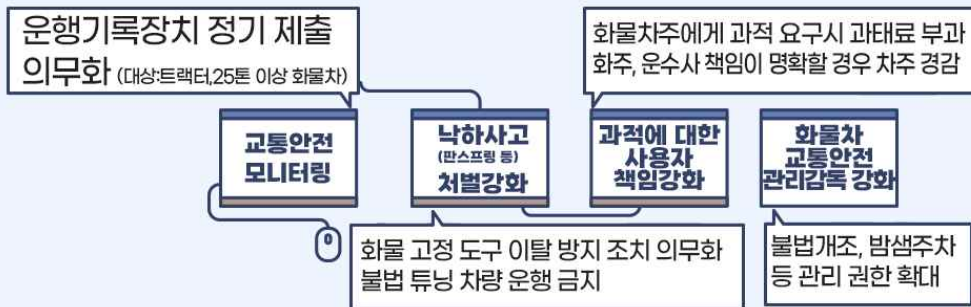 운행기록장치 정기 제출
의무화 (대상:트랙터,25톤 이상 화물차)
화물차주에게 과적 요구시 과태료 부과
화주, 운수사 책임이 명확할 경우 차주 경감
교통안전
모니터링
낙하사고
(판스프링 등)
처벌강화
과적에 대한
사용자
책임강화
화물차
교통안전
관리감독 강화
화물 고정 도구 이탈 방지 조치 의무화
불법 튜닝 차량 운행 금지
불법개조, 밤샘주차
등 관리 권한 확대